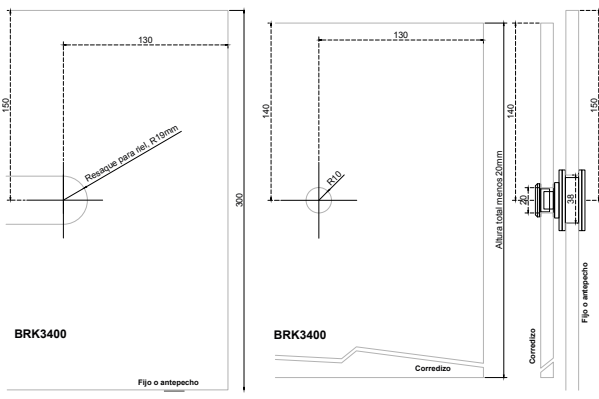 130
150
Resaque para riel, R19mm
300
BRK3400
Fijo o antepecho
130
140
R10
Altura total menos 20mm
BRK3400
Corredizo
140
150
20
38
Corredizo
Fijo o antepecho